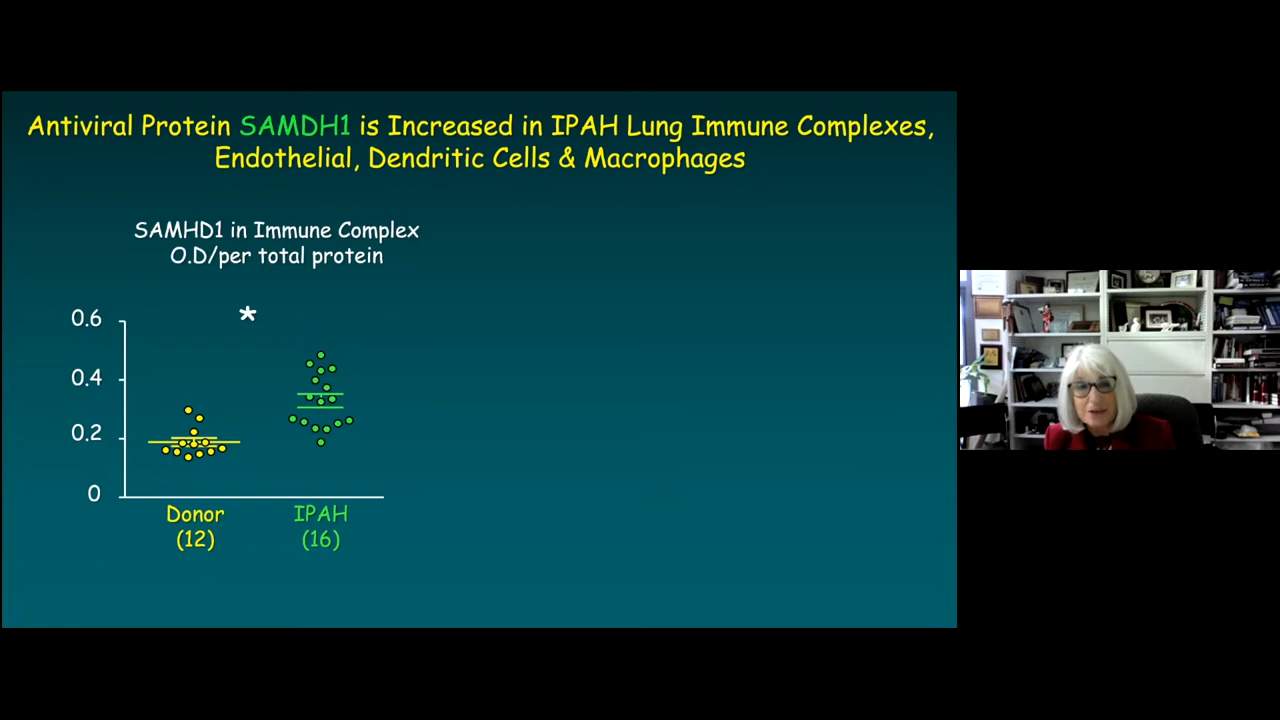 Antiviral Protein SAMDH1 is Increased in IPAH Lung Immune Complexes,
Endothelial, Dendritic Cells & Macrophages
SAMHD1 in Immune Complex
O.D/per total protein
*
0.6
0.4
0.2
0
Donor
IPAH
(12)
(16)